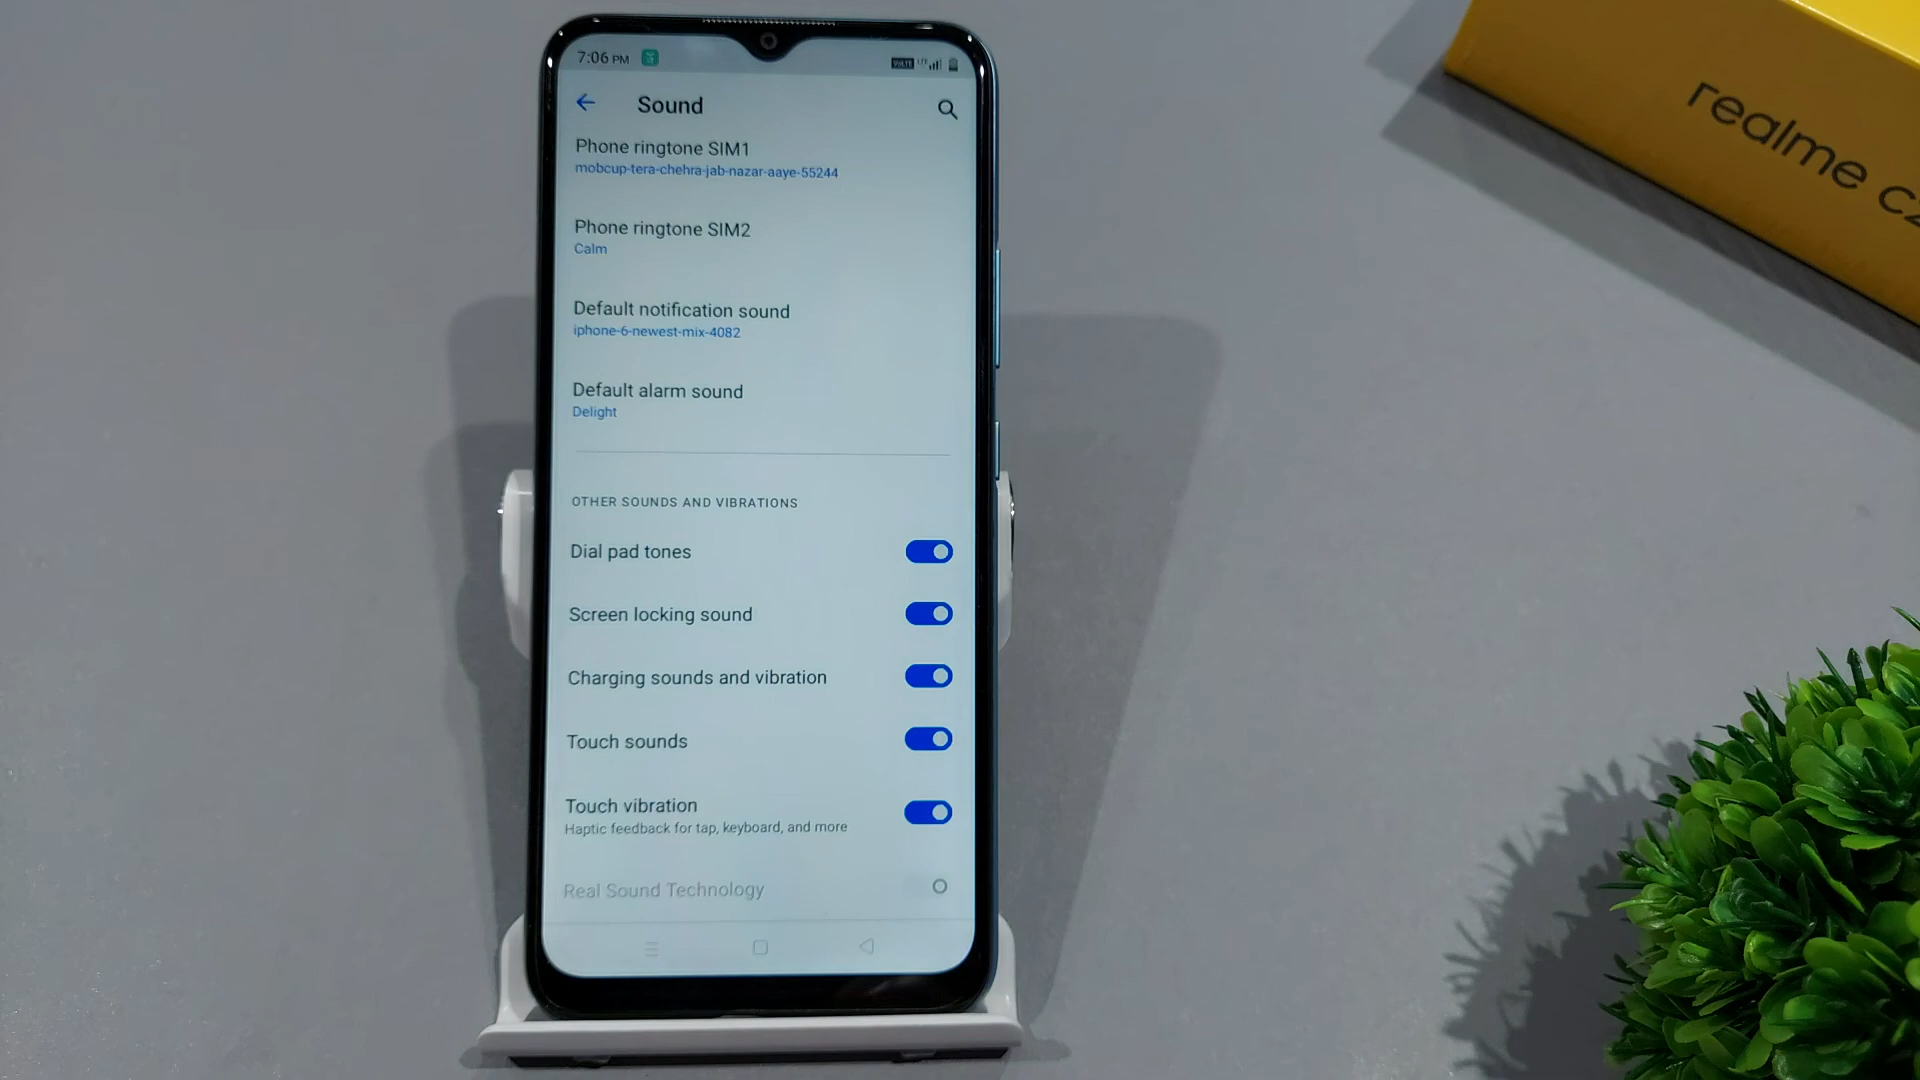 7:06 PM
VoLTE LTE
Sound
Phone ringtone SIM1
mobcup-tera-chehra-jab-nazar-aaye-55244
Phone ringtone SIM2
Calm
Default notification sound
iphone-6-newest-mix-4082
Default alarm sound
Delight
OTHER SOUNDS AND VIBRATIONS
Dial pad tones
Screen locking sound
Charging sounds and vibration
Touch sounds
Touch vibration
Haptic feedback for tap, keyboard, and more
Real Sound Technology
realme C2